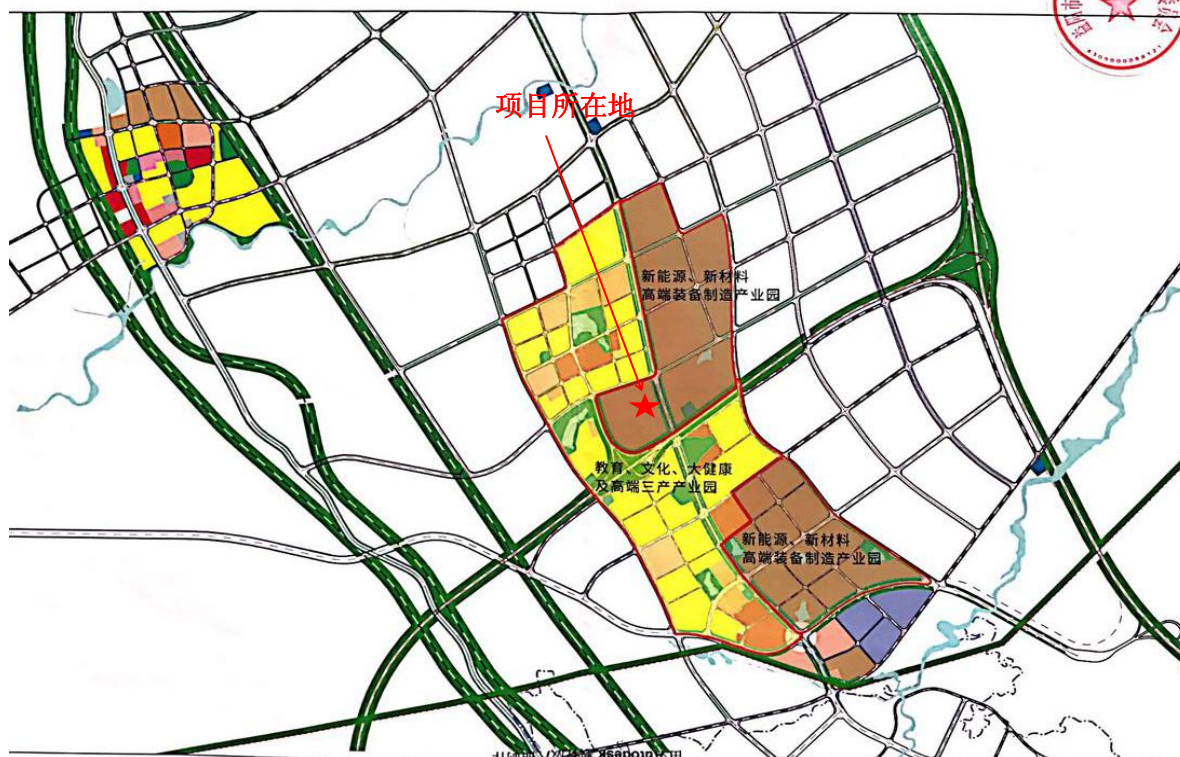 项目所在地
新能源、新材料
高端装备制造产业园
教育、文化、大健康
及高端三产产业园
新能源、新材料
高端装备制造产业园